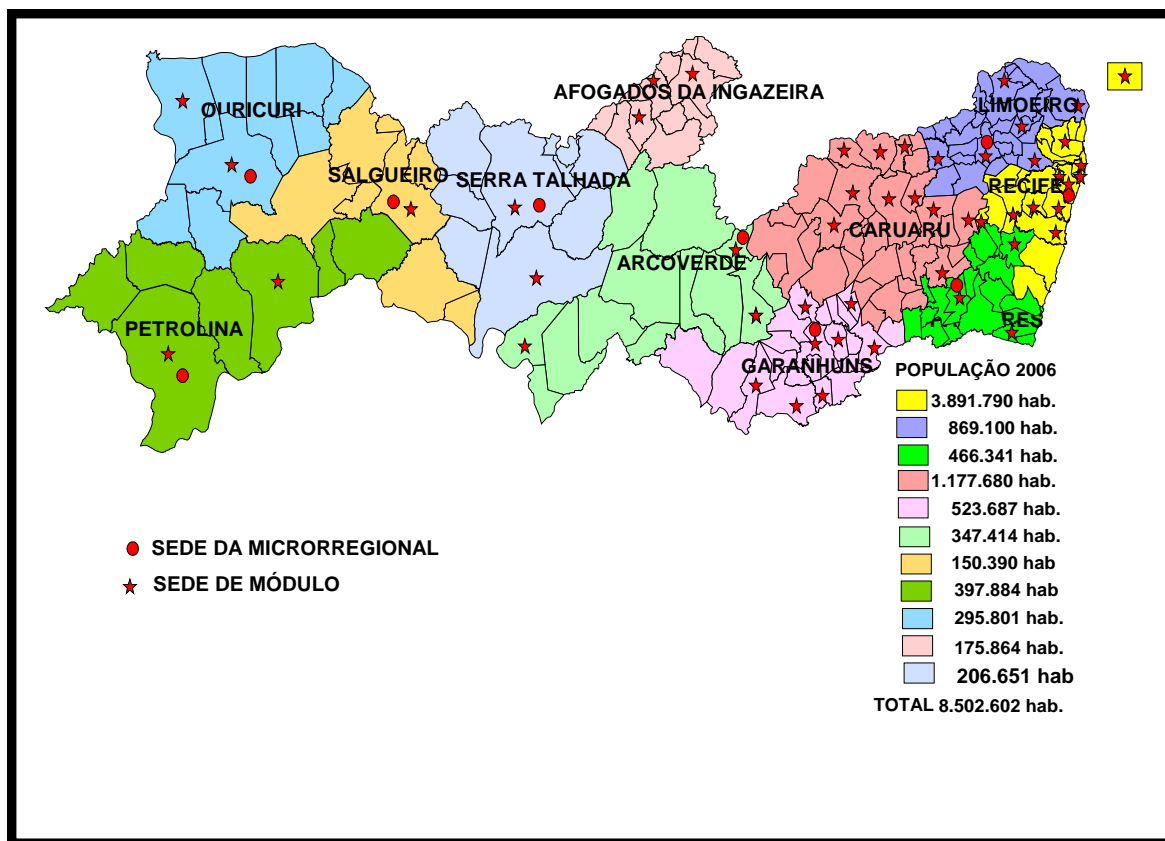 AFOGADOS DA INGAZEIRA
OURICURI
LIMOEIRO
SALGUEIRO
SERRA TALHADA
RECIFE
CARUARU
ARCOVERDE
PETROLINA
RES
GARANHUNS
POPULAÇÃO 2006
3.891.790 hab.
869.100 hab.
466.341 hab.
1.177.680 hab.
523.687 hab.
347.414 hab.
150.390 hab
397.884 hab
295.801 hab.
175.864 hab.
206.651 hab
TOTAL 8.502.602 hab.
SEDE DA MICRORREGIONAL
SEDE DE MÓDULO